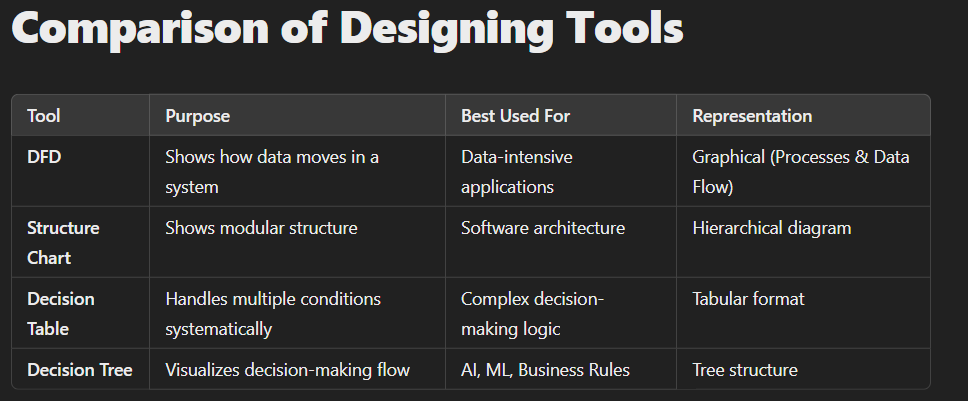 Comparison of Designing Tools
Tool Purpose Best Used For Representation
DFD Shows how data moves in a Data-intensive Graphical (Processes & Data
system applications Flow)
Structure Shows modular structure Software architecture Hierarchical diagram
Chart
Decision Handles multiple conditions Complex decision- Tabular format
Table systematically making logic
Decision Tree Visualizes decision-making flow AI, ML, Business Rules Tree structure